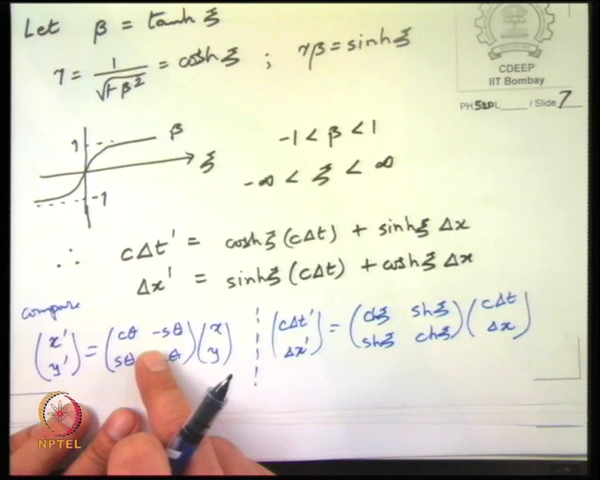 Let β = tanh ξ
γ = 1/√1-β² = cosh ξ ; γβ = sinh ξ
CDEEP
IIT Bombay
PH 520L / Slide 7
1
β
ξ
-1
-1 < β < 1
-∞ < ξ < ∞
∴ cΔt' = cosh ξ (cΔt) + sinh ξ Δx
Δx' = sinh ξ (cΔt) + cosh ξ Δx
compare
(x' y') = (cθ -sθ sθ θ) (x y)
(cΔt' Δx') = (chξ shξ shξ chξ) (cΔt Δx)
NPTEL